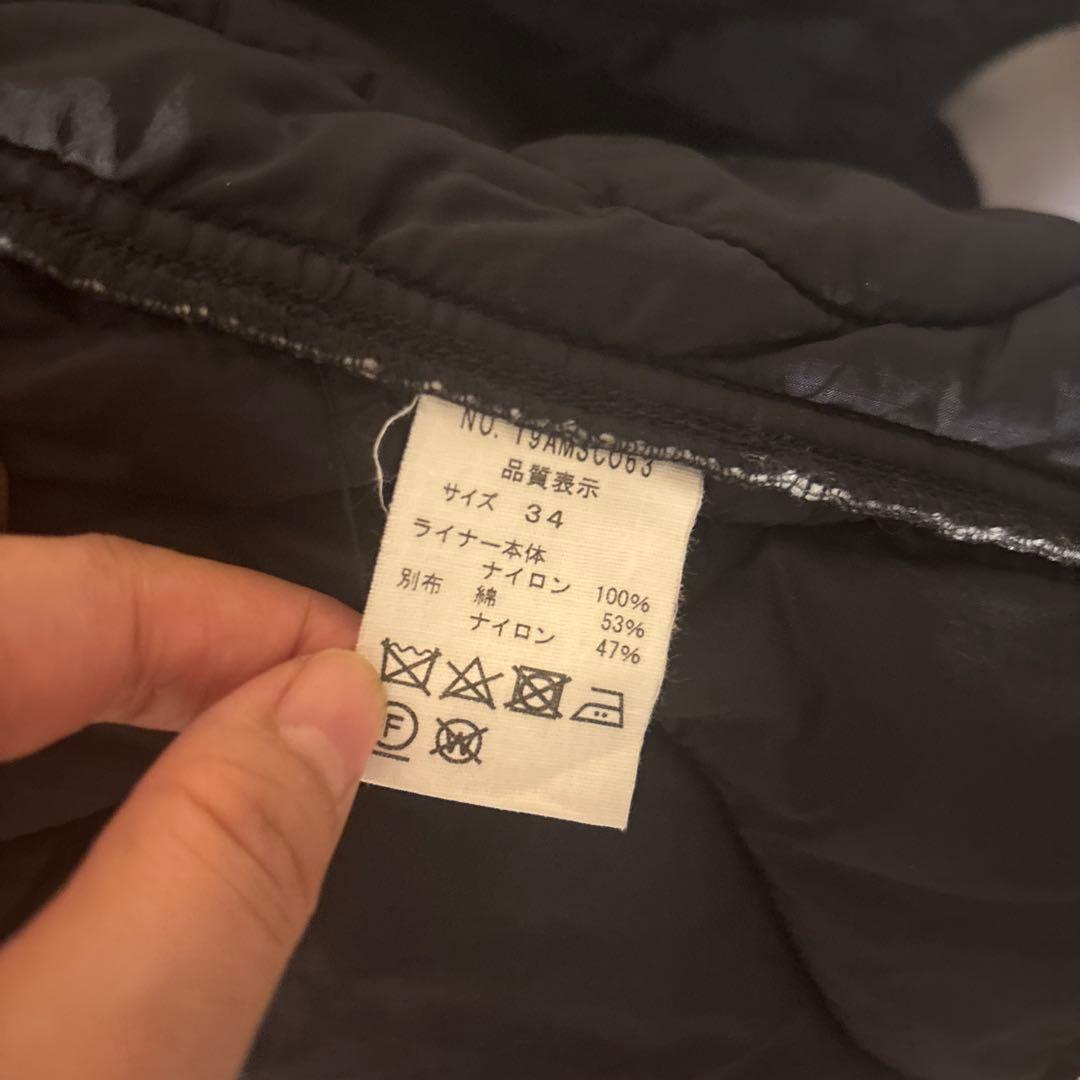 NO. 19AMSC063
品質表示
サイズ 34
ライナー本体
ナイロン 100%
別布 綿 53%
ナイロン 47%
F W